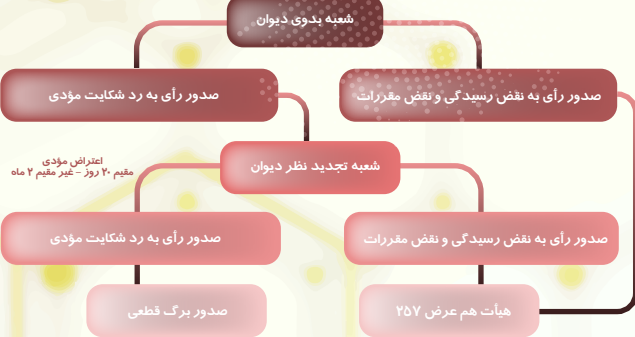 شعبه بدوی دیوان
صدور رأی به نقض رسیدگی و نقض مقررات
صدور رأی به رد شکایت مؤدی
شعبه تجدید نظر دیوان
اعتراض مؤدی
مقیم ۲۰ روز - غیر مقیم ۲ ماه
صدور رأی به نقض رسیدگی و نقض مقررات
صدور رأی به رد شکایت مؤدی
هیأت هم عرض ۲۵۷
صدور برگ قطعی